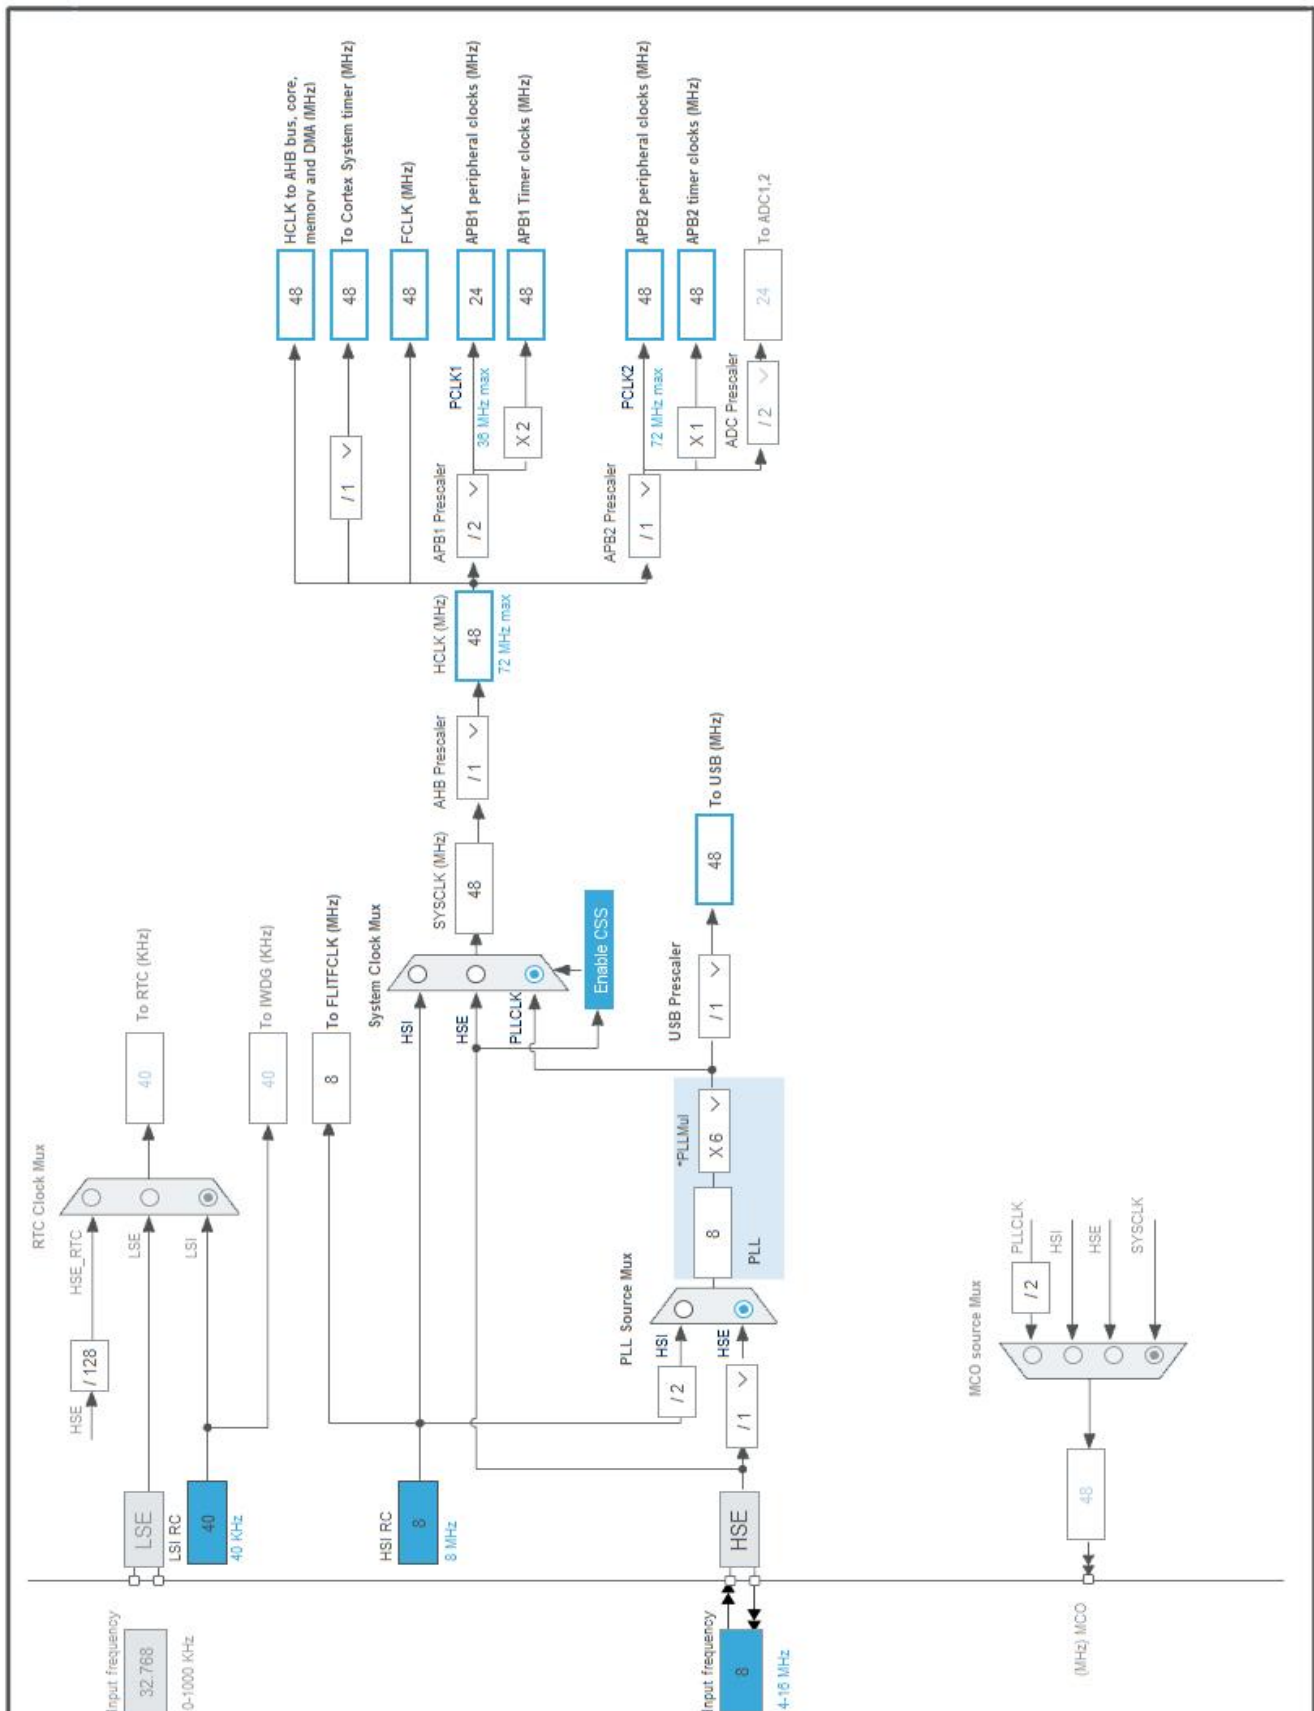 RTC Clock Mux
HSE
/ 128
HSE_RTC
Input frequency
32.768
0-1000 KHz
LSE
LSE
40
To RTC (KHz)
LSI RC
40
40 KHz
LSI
40
To IWDG (KHz)
8
To FLITFCLK (MHz)
HSI RC
8
8 MHz
System Clock Mux
HSI
HSE
PLLCLK
Enable CSS
SYSCLK (MHz)
48
AHB Prescaler
/ 1
HCLK (MHz)
48
72 MHz max
48
HCLK to AHB bus, core,
memory and DMA (MHz)
/ 1
48
To Cortex System timer (MHz)
48
FCLK (MHz)
APB1 Prescaler
/ 2
PCLK1
36 MHz max
24
APB1 peripheral clocks (MHz)
X 2
48
APB1 Timer clocks (MHz)
APB2 Prescaler
/ 1
PCLK2
72 MHz max
48
APB2 peripheral clocks (MHz)
X 1
48
APB2 timer clocks (MHz)
ADC Prescaler
/ 2
24
To ADC1,2
PLL Source Mux
/ 2
HSI
HSE
/ 1
Input frequency
8
4-16 MHz
HSE
8
*PLLMul
X 6
PLL
USB Prescaler
/ 1
48
To USB (MHz)
MCO source Mux
/ 2
PLLCLK
HSI
HSE
SYSCLK
48
(MHz) MCO